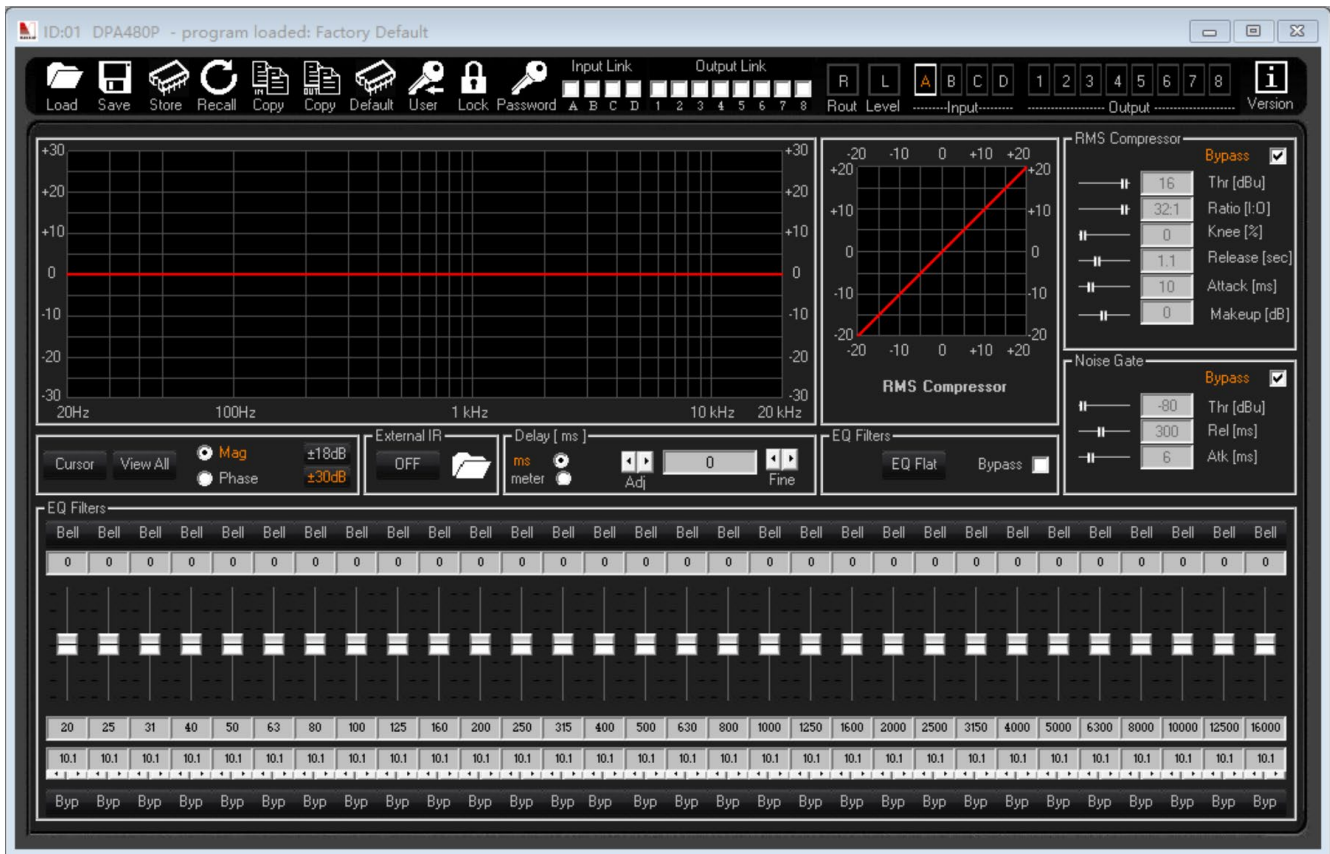 ID:01 DPA480P - program loaded: Factory Default
Input Link Output Link
R L A B C D 1 2 3 4 5 6 7 8
Load Save Store Recall Copy Copy Default User Lock Password A B C D 1 2 3 4 5 6 7 8 Rout Level --------Input-------- ------------------- Output ------------------- Version
IN OUT
+30 +30
+20 +20
+10 +10
0 0
-10 -10
-20 -20
-30 -30
20Hz 100Hz 1 kHz 10 kHz 20 kHz
-20 -10 0 +10 +20
+20 +20
+10 +10
0 0
-10 -10
-20 -20
-20 -10 0 +10 +20
RMS Compressor
RMS Compressor
Bypass
16 Thr [dBu]
32:1 Ratio [I:O]
0 Knee [%]
1.1 Release [sec]
10 Attack [ms]
0 Makeup [dB]
Noise Gate
Bypass
-80 Thr [dBu]
300 Rel [ms]
6 Atk [ms]
Cursor View All
Mag
Phase
±18dB
±30dB
External IR
OFF
Delay [ ms ]
ms
meter
Adj
0
Fine
EQ Filters
EQ Flat Bypass
EQ Filters
Bell Bell Bell Bell Bell Bell Bell Bell Bell Bell Bell Bell Bell Bell Bell Bell Bell Bell Bell Bell Bell Bell Bell Bell Bell Bell Bell Bell Bell Bell
0 0 0 0 0 0 0 0 0 0 0 0 0 0 0 0 0 0 0 0 0 0 0 0 0 0 0 0 0 0
20 25 31 40 50 63 80 100 125 160 200 250 315 400 500 630 800 1000 1250 1600 2000 2500 3150 4000 5000 6300 8000 10000 12500 16000
10.1 10.1 10.1 10.1 10.1 10.1 10.1 10.1 10.1 10.1 10.1 10.1 10.1 10.1 10.1 10.1 10.1 10.1 10.1 10.1 10.1 10.1 10.1 10.1 10.1 10.1 10.1 10.1 10.1 10.1
Byp Byp Byp Byp Byp Byp Byp Byp Byp Byp Byp Byp Byp Byp Byp Byp Byp Byp Byp Byp Byp Byp Byp Byp Byp Byp Byp Byp Byp Byp